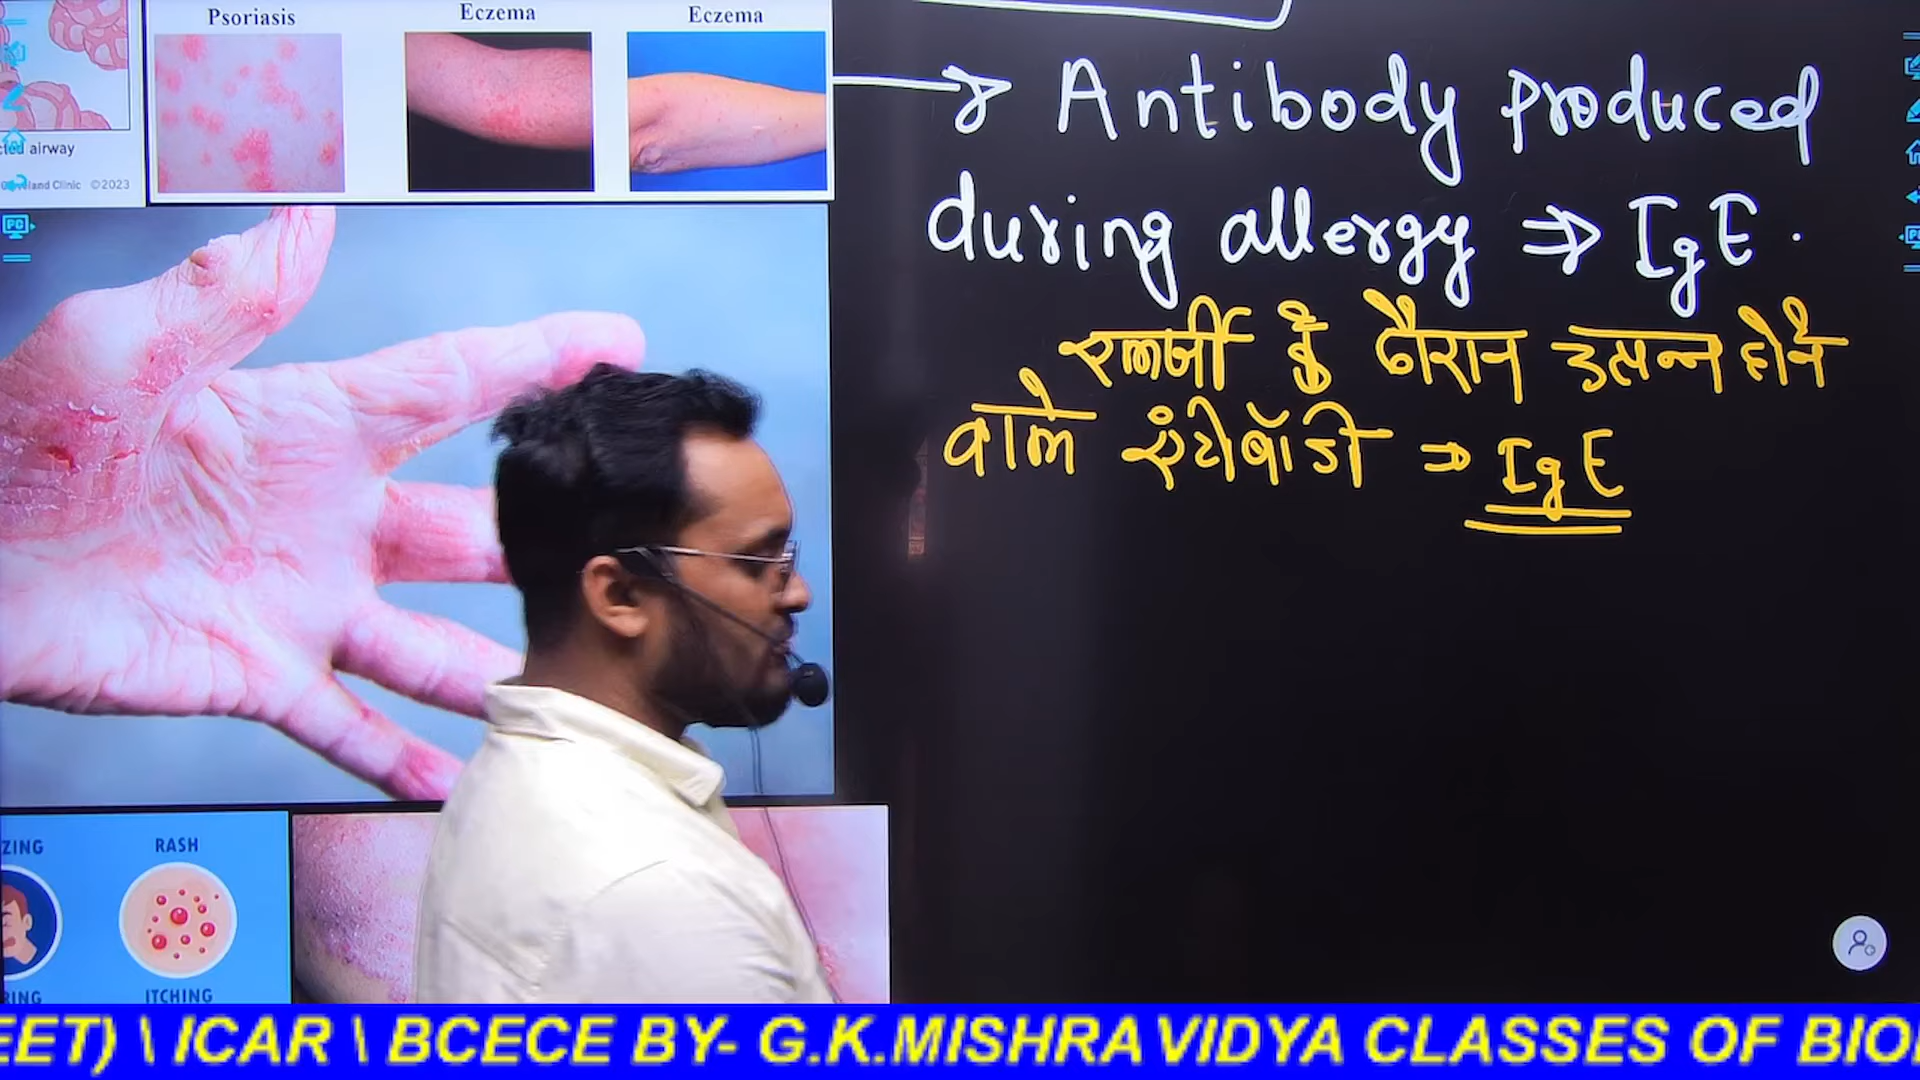 Psoriasis
Eczema
Eczema
airway
Cleveland Clinic ©2023
→ Antibody produced
during allergy ⇒ IgE.
एलर्जी के दौरान उत्पन्न होने
वाले एंटीबॉडी ⇒ IgE
ZING
RASH
RING
ITCHING
EET) \ ICAR \ BCECE BY- G.K.MISHRA VIDYA CLASSES OF BIO